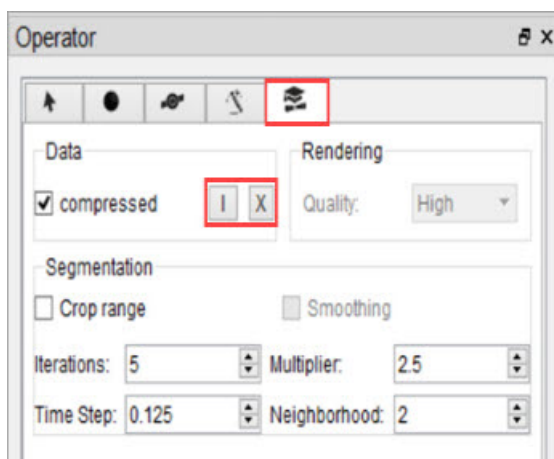 Operator
Data
Rendering
compressed
I X
Quality: High
Segmentation
Crop range
Smoothing
Iterations: 5 Multiplier: 2.5
Time Step: 0.125 Neighborhood: 2